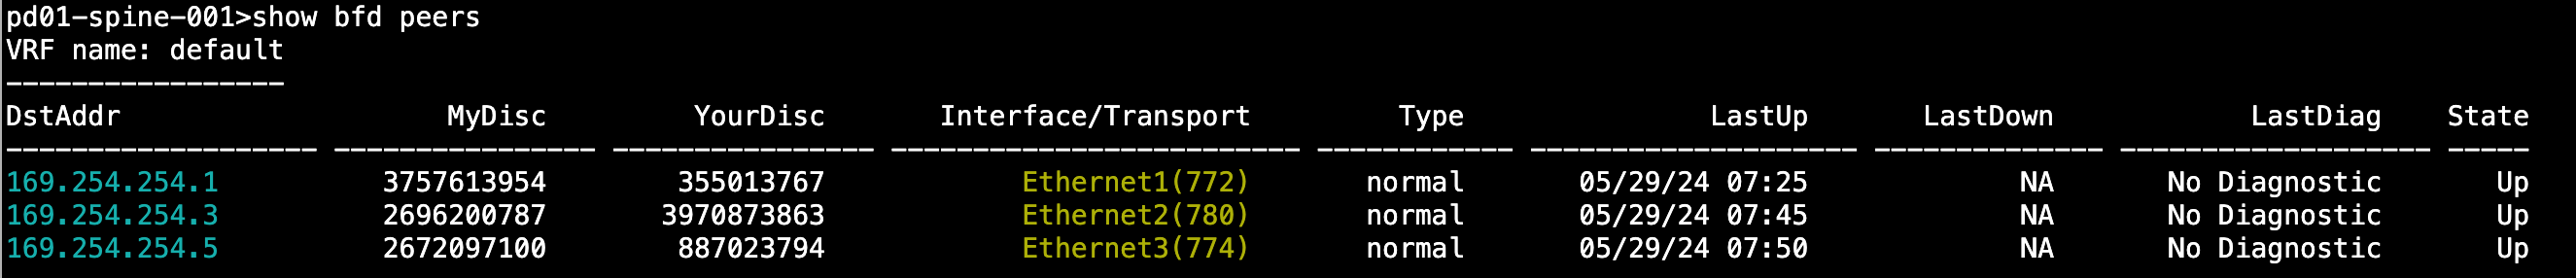 pd01-spine-001>show bfd peers
VRF name: default
-----------------
DstAddr                    MyDisc         YourDisc       Interface/Transport         Type               LastUp       LastDown            LastDiag    State
------------------- ---------------- ---------------- ------------------------- ------------ -------------------- -------------- ------------------- -----
169.254.254.1          3757613954        355013767            Ethernet1(772)       normal       05/29/24 07:25             NA       No Diagnostic       Up
169.254.254.3          2696200787       3970873863            Ethernet2(780)       normal       05/29/24 07:45             NA       No Diagnostic       Up
169.254.254.5          2672097100        887023794            Ethernet3(774)       normal       05/29/24 07:50             NA       No Diagnostic       Up